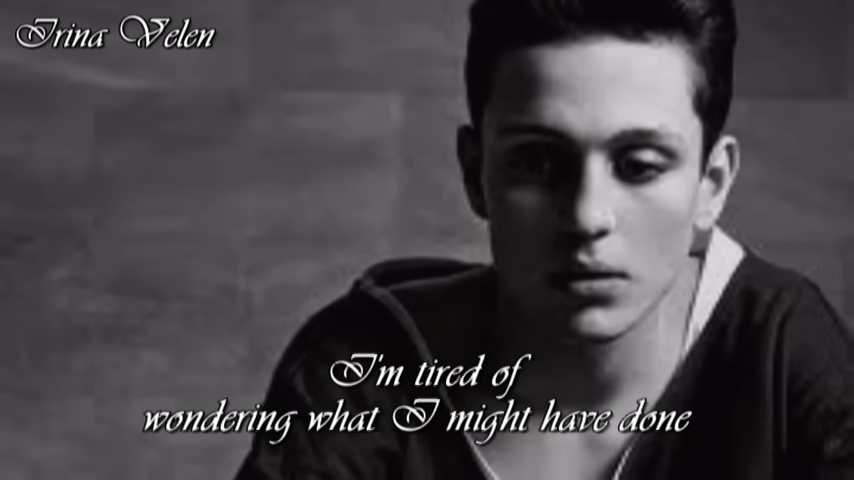 Irina Velen
I'm tired of
wondering what I might have done